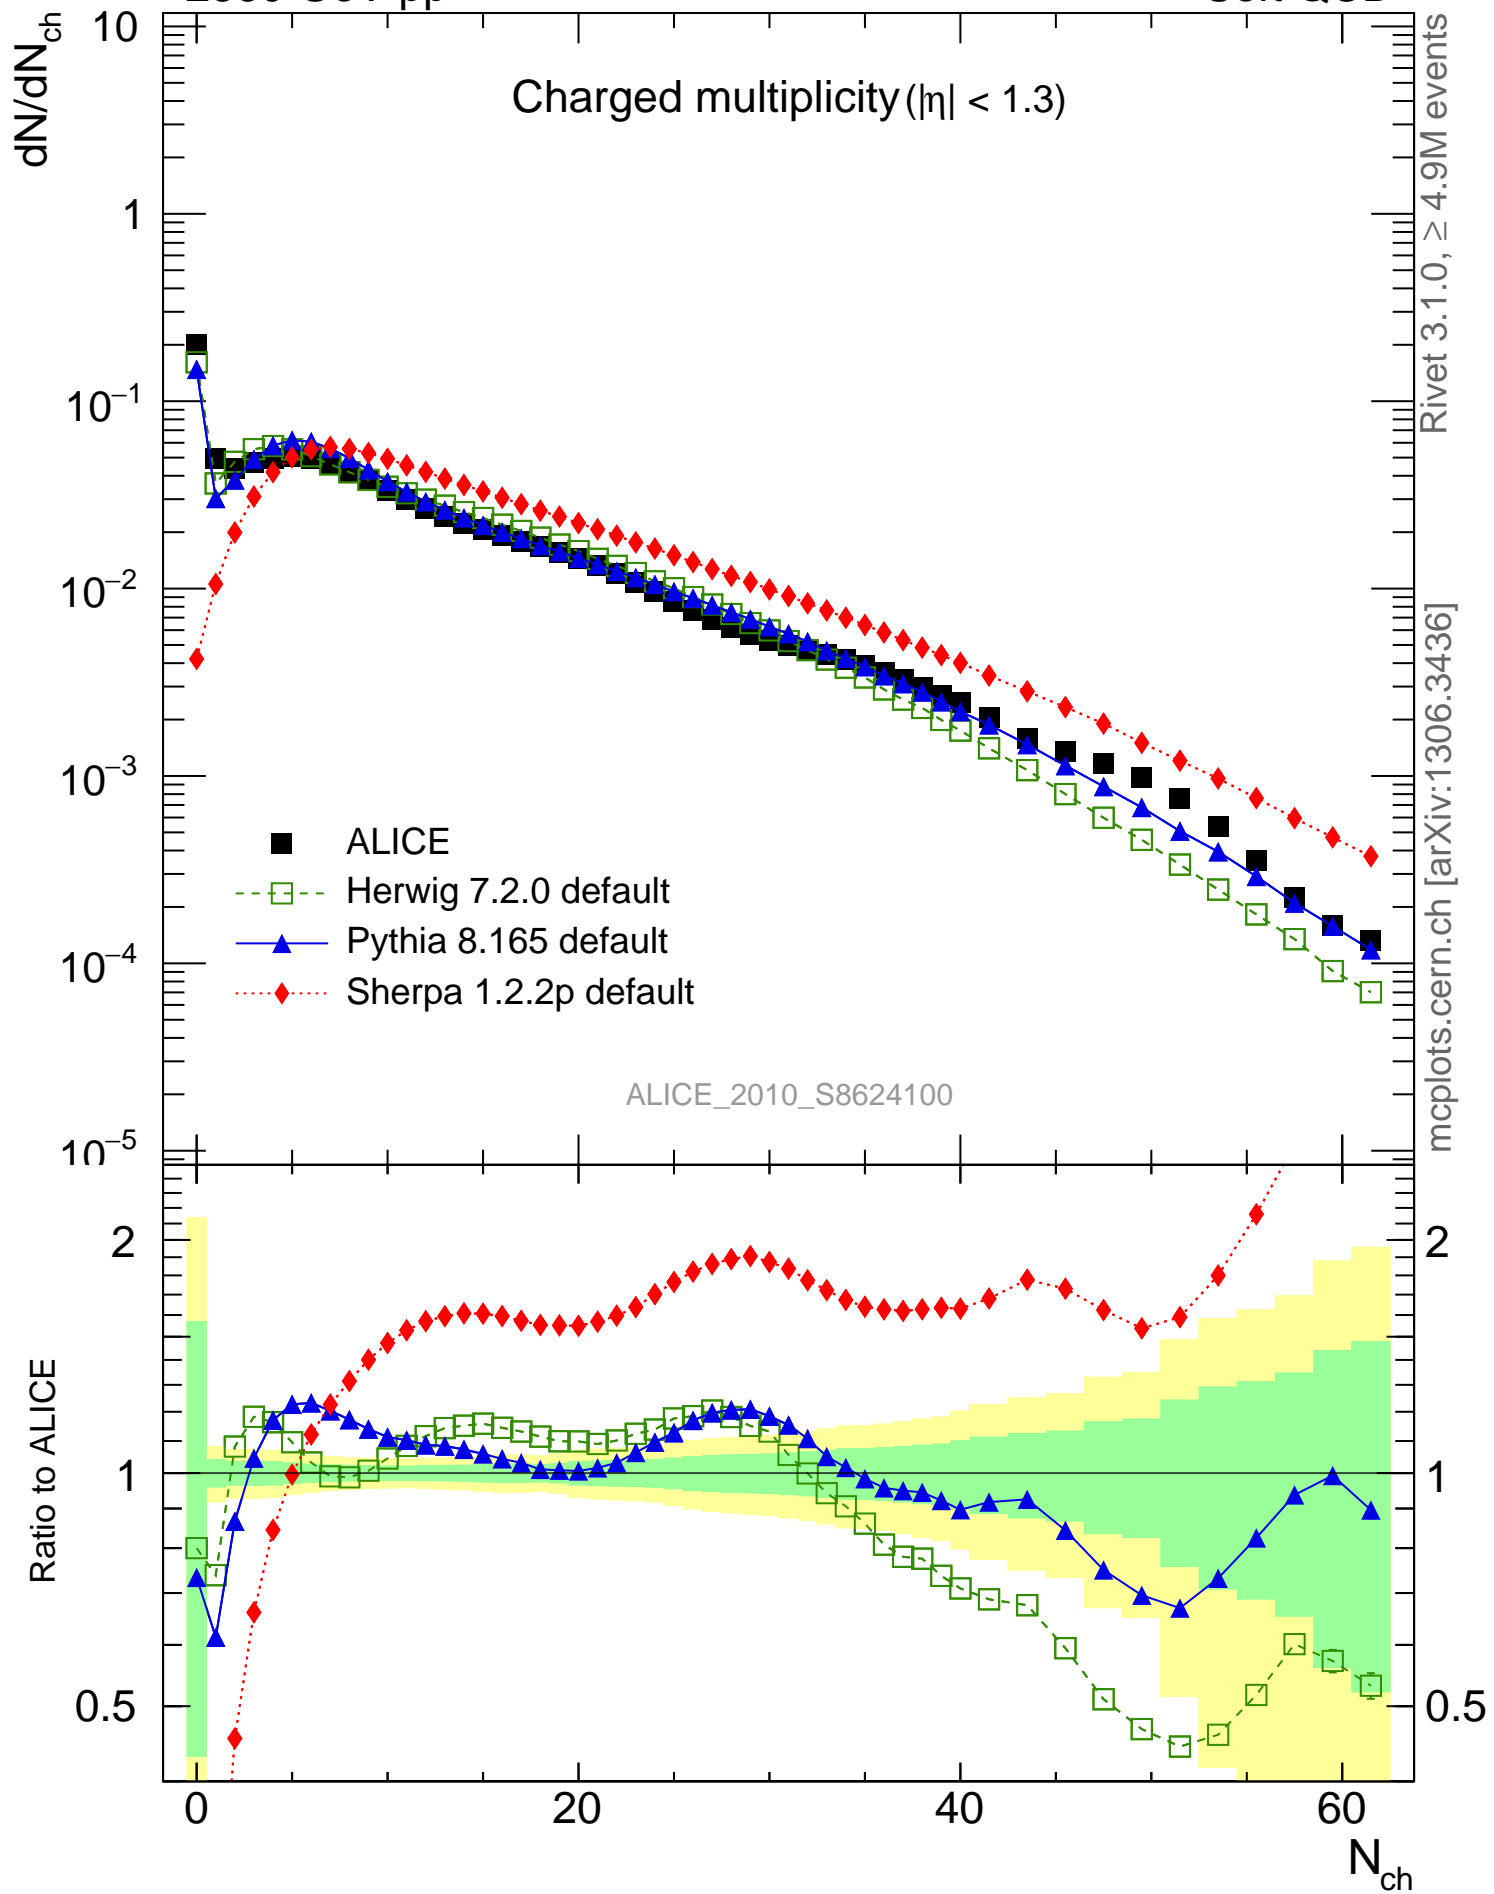 dN/dN_ch
Charged multiplicity (|η| < 1.3)
10
1
10⁻¹
10⁻²
10⁻³
10⁻⁴
10⁻⁵
ALICE
Herwig 7.2.0 default
Pythia 8.165 default
Sherpa 1.2.2p default
ALICE_2010_S8624100
Rivet 3.1.0, ≥ 4.9M events
mcplots.cern.ch [arXiv:1306.3436]
Ratio to ALICE
2
1
0.5
2
1
0.5
0
20
40
60
N_ch